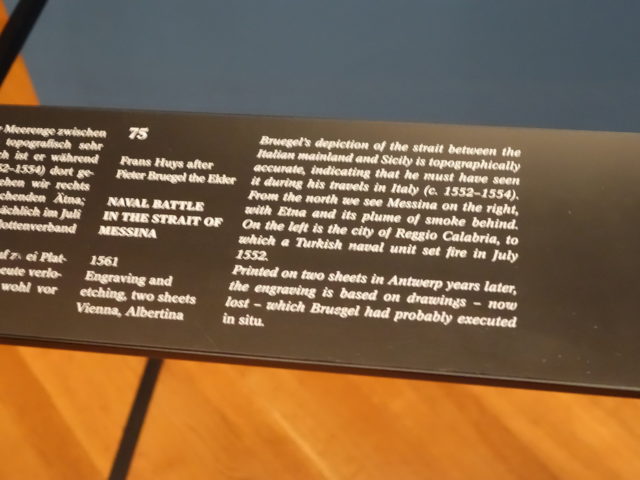 r Meerenge zwischen
topografisch sehr
ch ist er während
52–1554) dort ge-
ehen wir rechts
chenden Ätna;
ächlich im Juli
lottenverband
ei Plat-
eute verlo-
wohl vor
75
Frans Huys after
Pieter Bruegel the Elder
NAVAL BATTLE
IN THE STRAIT OF
MESSINA
1561
Engraving and
etching, two sheets
Vienna, Albertina
Bruegel's depiction of the strait between the
Italian mainland and Sicily is topographically
accurate, indicating that he must have seen
it during his travels in Italy (c. 1552–1554).
From the north we see Messina on the right,
with Etna and its plume of smoke behind.
On the left is the city of Reggio Calabria, to
which a Turkish naval unit set fire in July
1552.
Printed on two sheets in Antwerp years later,
the engraving is based on drawings – now
lost – which Bruegel had probably executed
in situ.